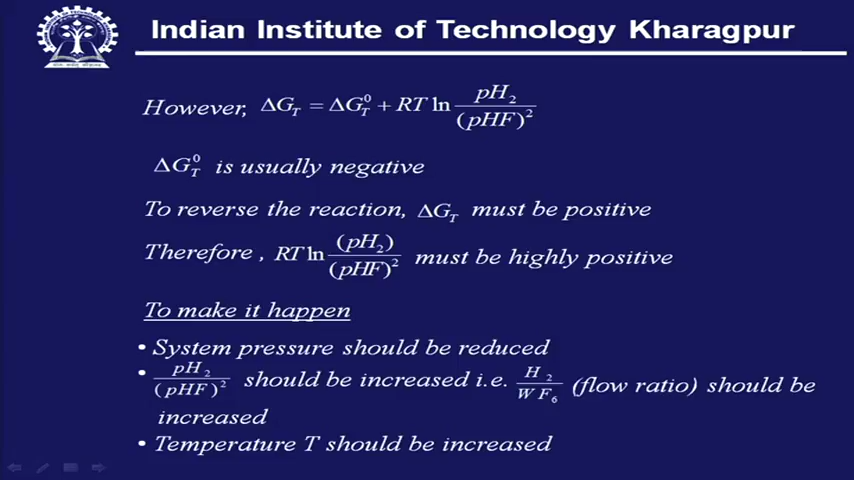 Indian Institute of Technology Kharagpur
However, ΔG_T = ΔG_T^0 + RT ln pH_2 / (pHF)^2
ΔG_T^0 is usually negative
To reverse the reaction, ΔG_T must be positive
Therefore , RT ln (pH_2) / (pHF)^2 must be highly positive
To make it happen
• System pressure should be reduced
• pH_2 / (pHF)^2 should be increased i.e. H_2 / WF_6 (flow ratio) should be
increased
• Temperature T should be increased